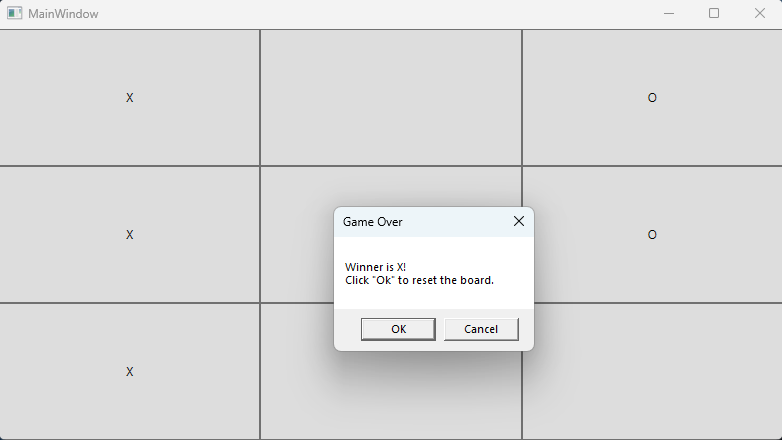 MainWindow
X O
X O
Game Over
Winner is X!
Click "Ok" to reset the board.
OK Cancel
X